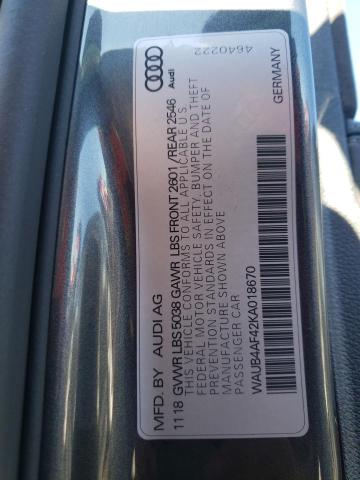 MFD. BY AUDI AG
11 18 GVWR LBS 5038 GAWR LBS FRONT 2601 / REAR 2546
THIS VEHICLE CONFORMS TO ALL APPLICABLE U.S.
FEDERAL MOTOR VEHICLE SAFETY, BUMPER AND THEFT
PREVENTION STANDARDS IN EFFECT ON THE DATE OF
MANUFACTURE SHOWN ABOVE
PASSENGER CAR
WAUB4AF42KA018670
GERMANY
Audi
4640222